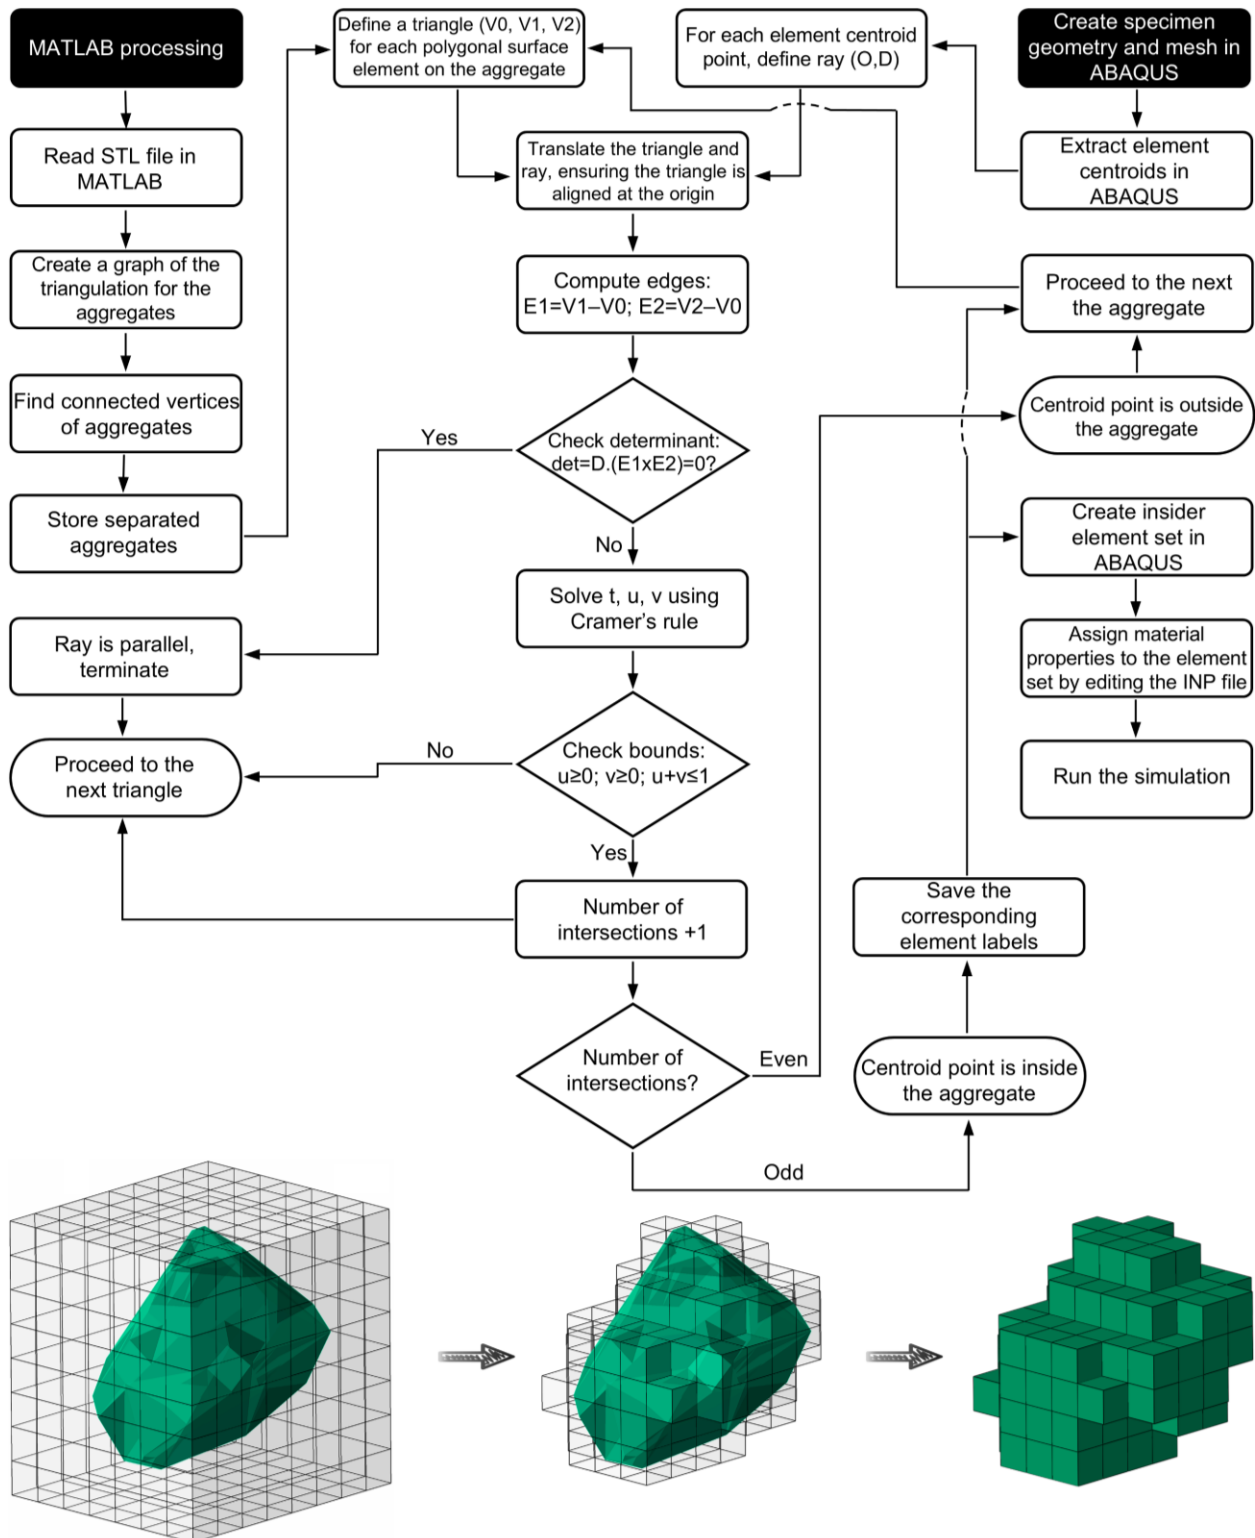 MATLAB processing
Read STL file in
MATLAB
Create a graph of the
triangulation for the
aggregates
Find connected vertices
of aggregates
Store separated
aggregates
Ray is parallel,
terminate
Proceed to the
next triangle
Define a triangle (V0, V1, V2)
for each polygonal surface
element on the aggregate
For each element centroid
point, define ray (O,D)
Translate the triangle and
ray, ensuring the triangle is
aligned at the origin
Compute edges:
E1=V1–V0; E2=V2–V0
Check determinant:
det=D.(E1xE2)=0?
Yes
No
Solve t, u, v using
Cramer's rule
Check bounds:
u≥0; v≥0; u+v≤1
No
Yes
Number of
intersections +1
Number of
intersections?
Even
Odd
Create specimen
geometry and mesh in
ABAQUS
Extract element
centroids in
ABAQUS
Proceed to the next
the aggregate
Centroid point is outside
the aggregate
Create insider
element set in
ABAQUS
Assign material
properties to the element
set by editing the INP file
Run the simulation
Save the
corresponding
element labels
Centroid point is inside
the aggregate